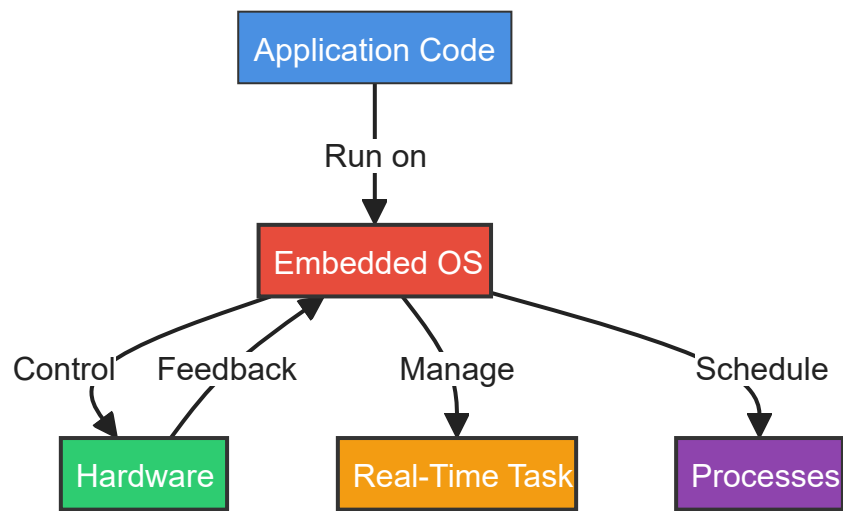 Application Code
Run on
Embedded OS
Control
Feedback
Manage
Schedule
Hardware
Real-Time Task
Processes